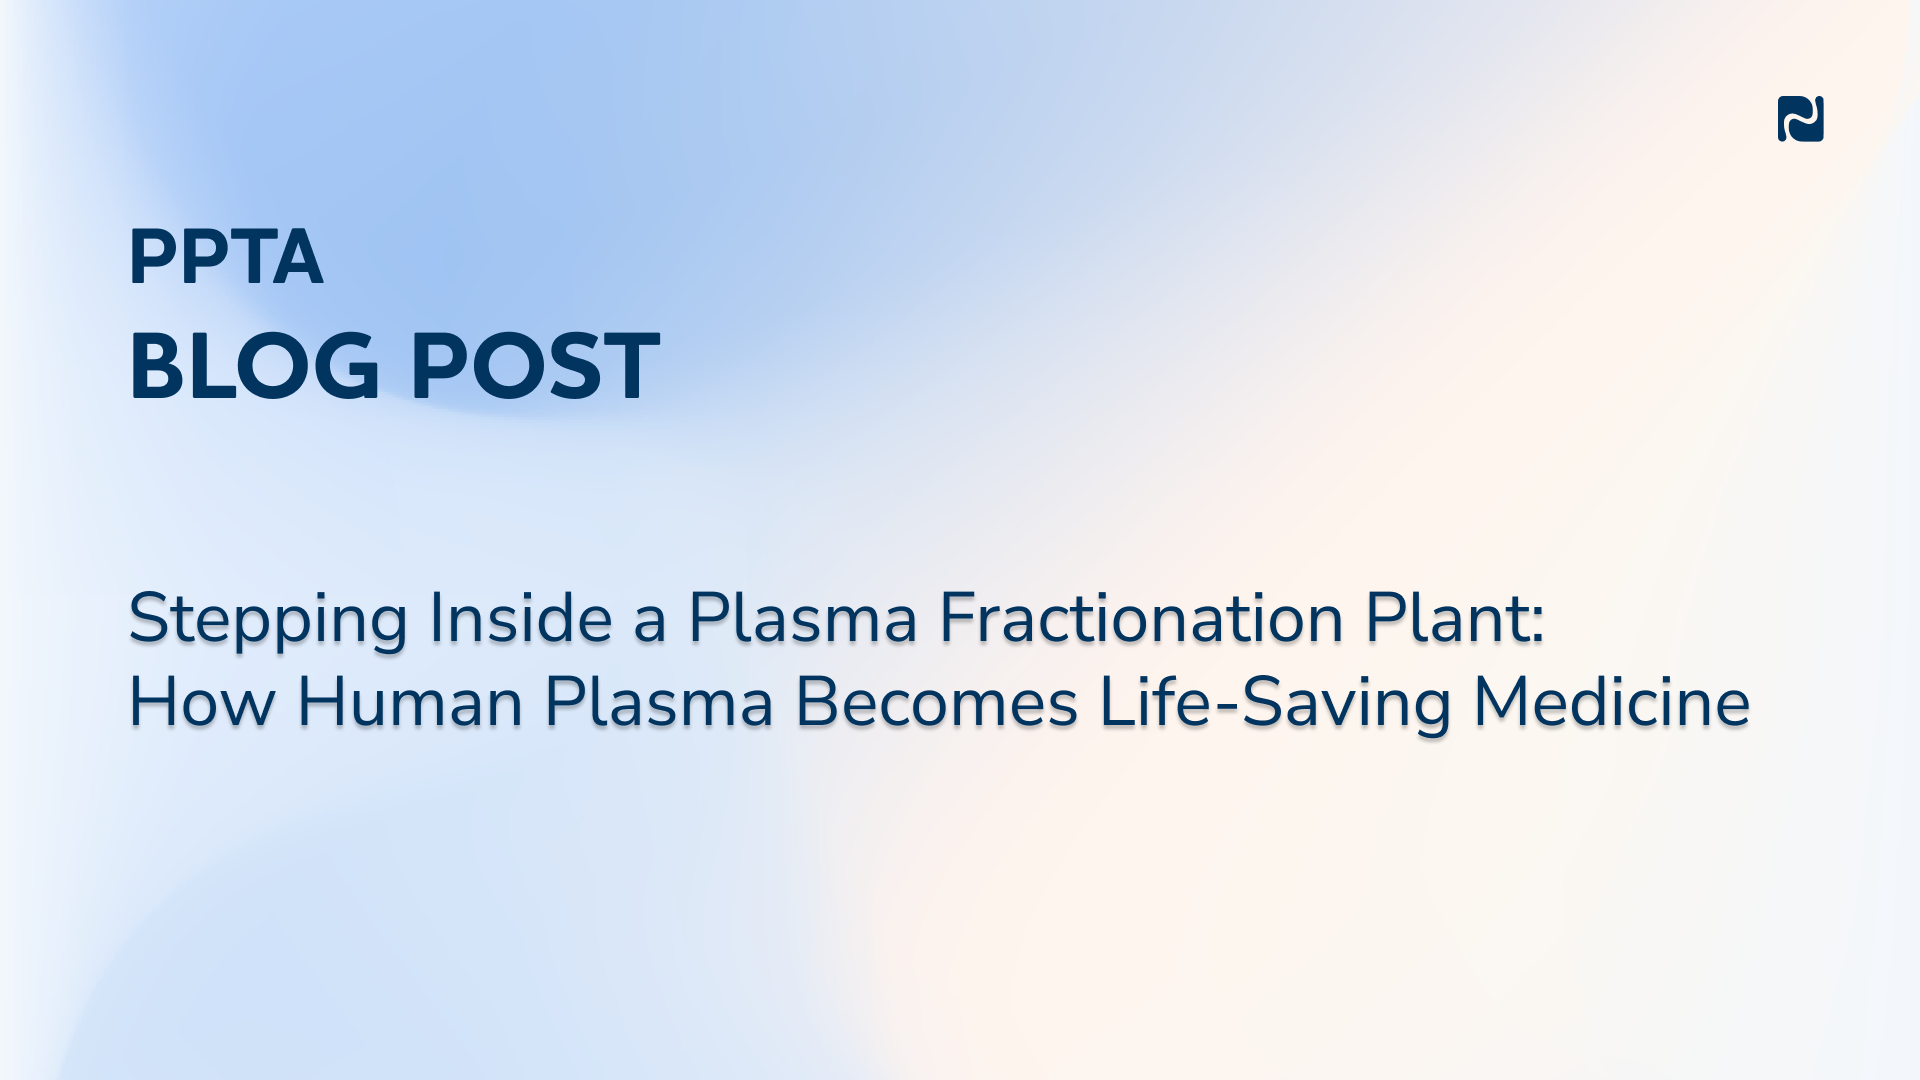 PPTA
BLOG POST
Stepping Inside a Plasma Fractionation Plant:
How Human Plasma Becomes Life-Saving Medicine